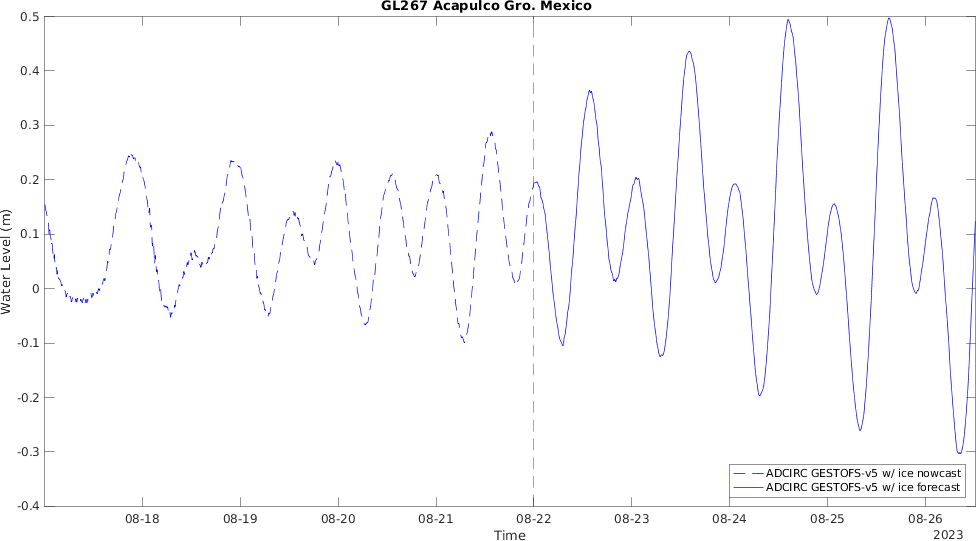 GL267 Acapulco Gro. Mexico
Water Level (m)
0.5
0.4
0.3
0.2
0.1
0
-0.1
-0.2
-0.3
-0.4
ADCIRC GESTOFS-v5 w/ ice nowcast
ADCIRC GESTOFS-v5 w/ ice forecast
08-18 08-19 08-20 08-21 08-22 08-23 08-24 08-25 08-26
Time
2023